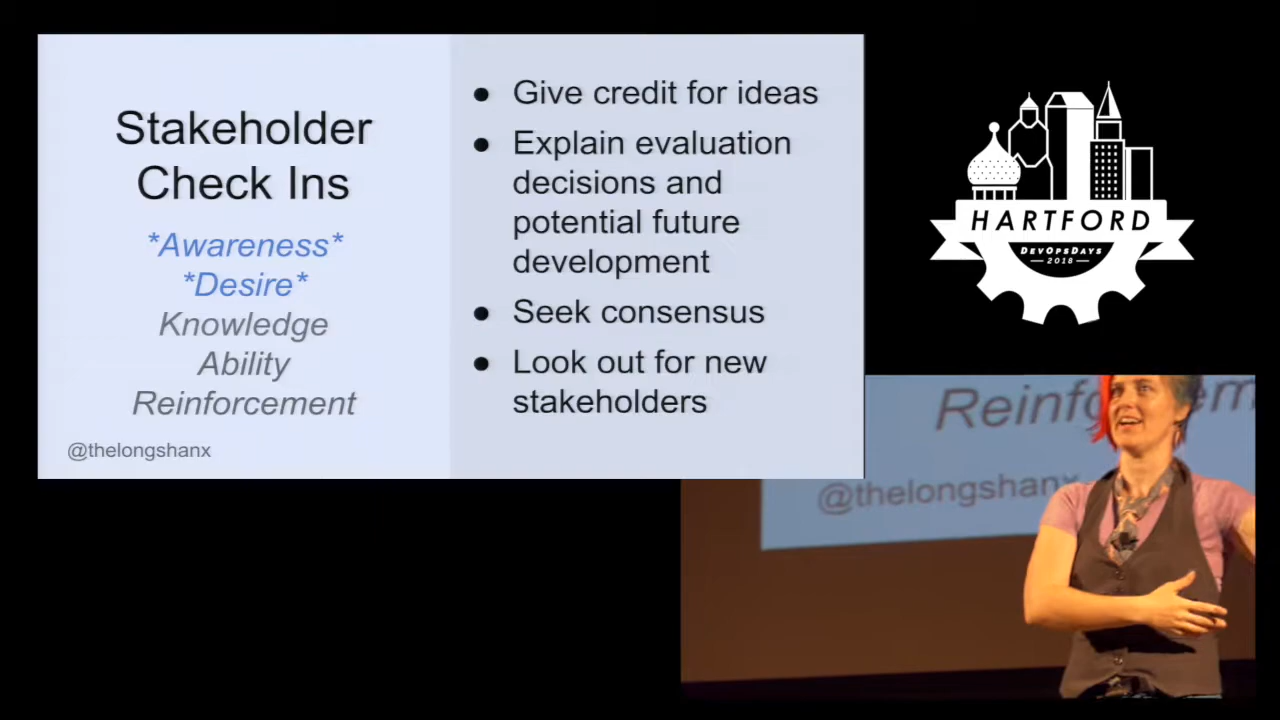 Stakeholder
Check Ins
*Awareness*
*Desire*
Knowledge
Ability
Reinforcement
@thelongshanx
● Give credit for ideas
● Explain evaluation
decisions and
potential future
development
● Seek consensus
● Look out for new
stakeholders
HARTFORD
DevOpsDays
2018
@thelongshanx